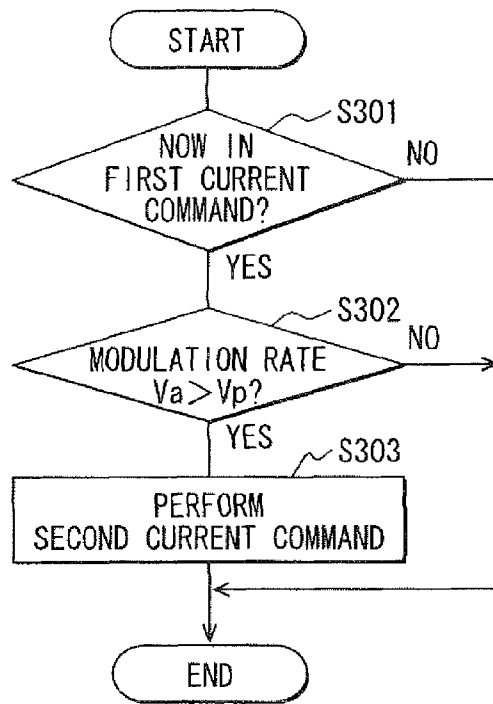 START
S301
NOW IN
FIRST CURRENT
COMMAND?
NO
YES
S302
MODULATION RATE
Va>Vp?
NO
YES
S303
PERFORM
SECOND CURRENT COMMAND
END